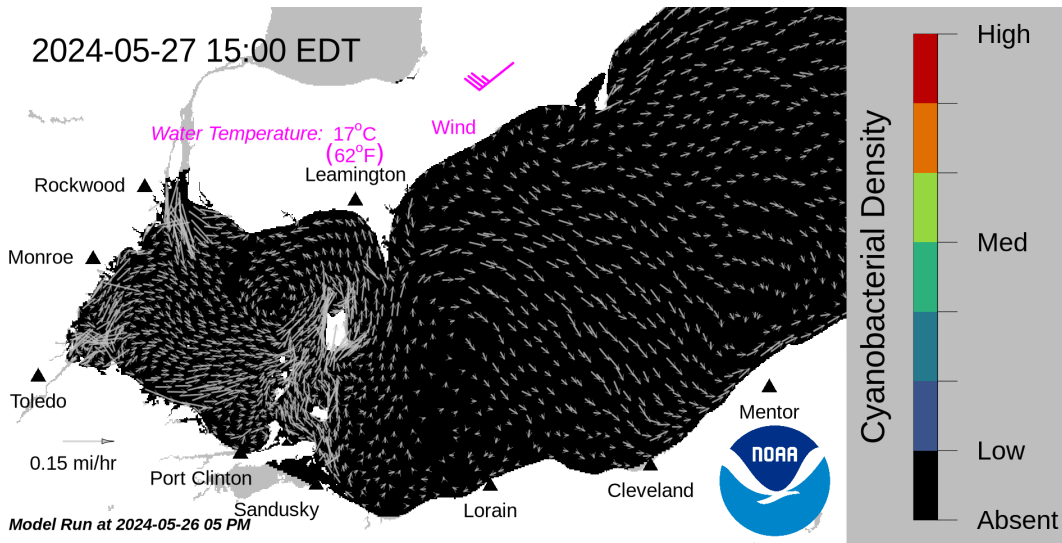 2024-05-27 15:00 EDT
High
Water Temperature: 17°C
(62°F)
Wind
Leamington
Rockwood
Monroe
Med
Cyanobacterial Density
Toledo
Mentor
0.15 mi/hr
NOAA
Port Clinton
Low
Cleveland
Sandusky
Lorain
Model Run at 2024-05-26 05 PM
Absent